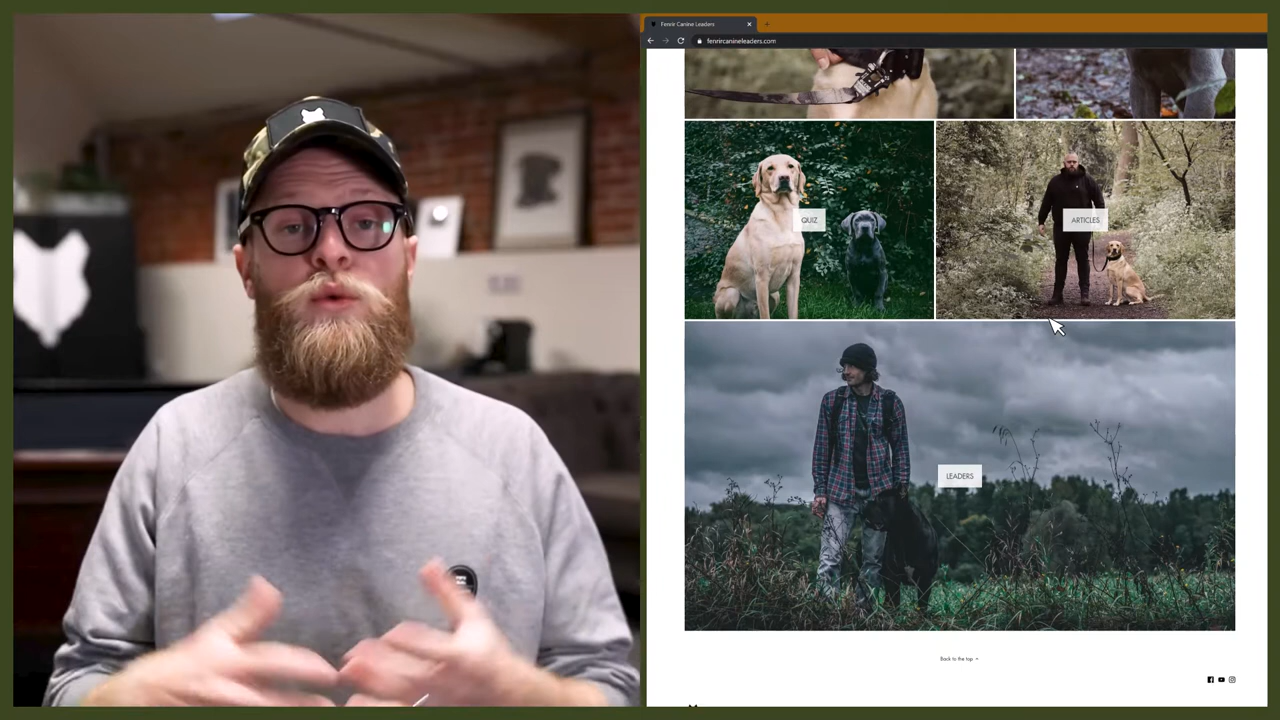 Fenrir Canine Leaders
fenrircanineleaders.com
QUIZ
ARTICLES
LEADERS
Back to the top